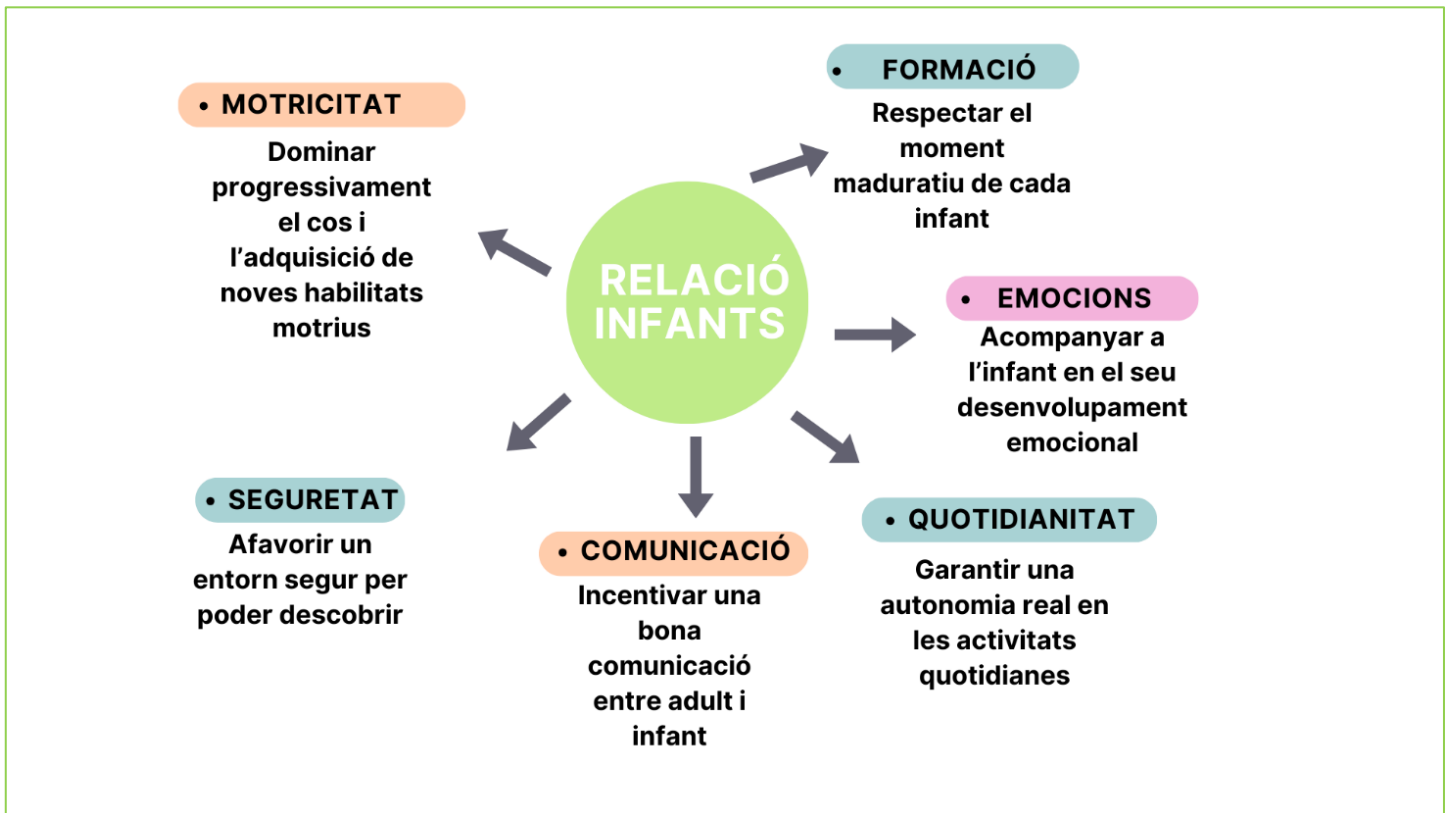 RELACIÓ
INFANTS
• MOTRICITAT
Dominar
progressivament
el cos i
l’adquisició de
noves habilitats
motrius
• FORMACIÓ
Respectar el
moment
maduratiu de cada
infant
• EMOCIONS
Acompanyar a
l’infant en el seu
desenvolupament
emocional
• SEGURETAT
Afavorir un
entorn segur per
poder descobrir
• COMUNICACIÓ
Incentivar una
bona
comunicació
entre adult i
infant
• QUOTIDIANITAT
Garantir una
autonomia real en
les activitats
quotidianes